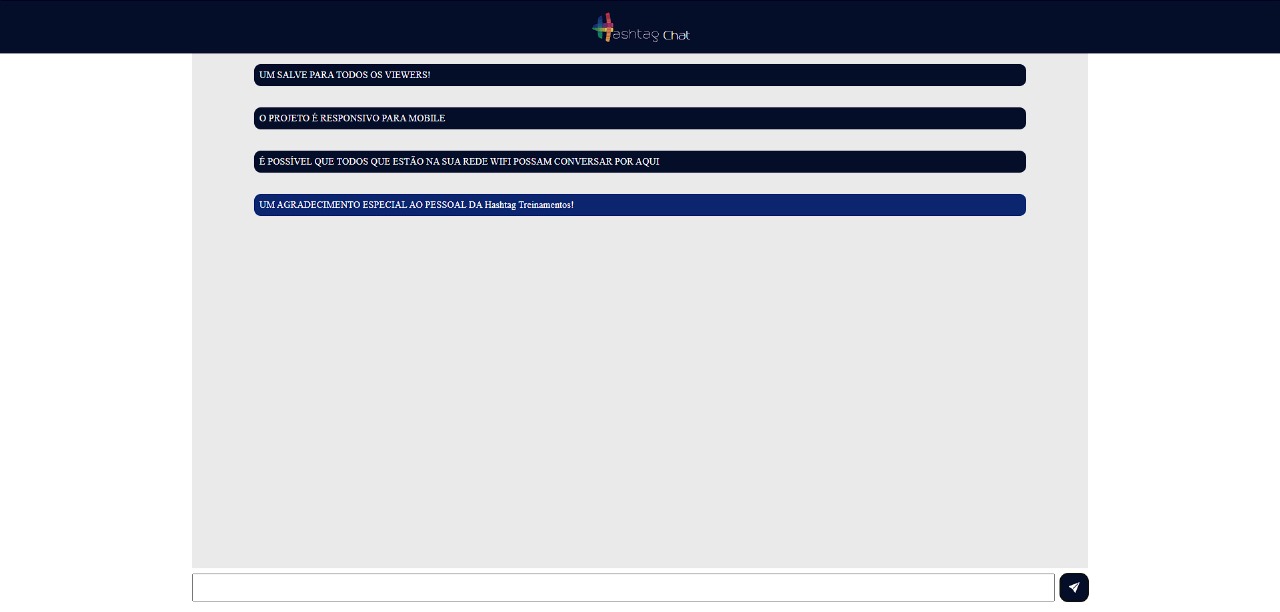 Hashtag Chat
UM SALVE PARA TODOS OS VIEWERS!
O PROJETO É RESPONSIVO PARA MOBILE
É POSSÍVEL QUE TODOS QUE ESTÃO NA SUA REDE WIFI POSSAM CONVERSAR POR AQUI
UM AGRADECIMENTO ESPECIAL AO PESSOAL DA Hashtag Treinamentos!